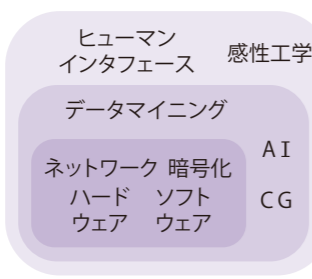 ヒューマン
インタフェース
感性工学
データマイニング
AI
CG
ネットワーク 暗号化
ハード ソフト
ウェア ウェア